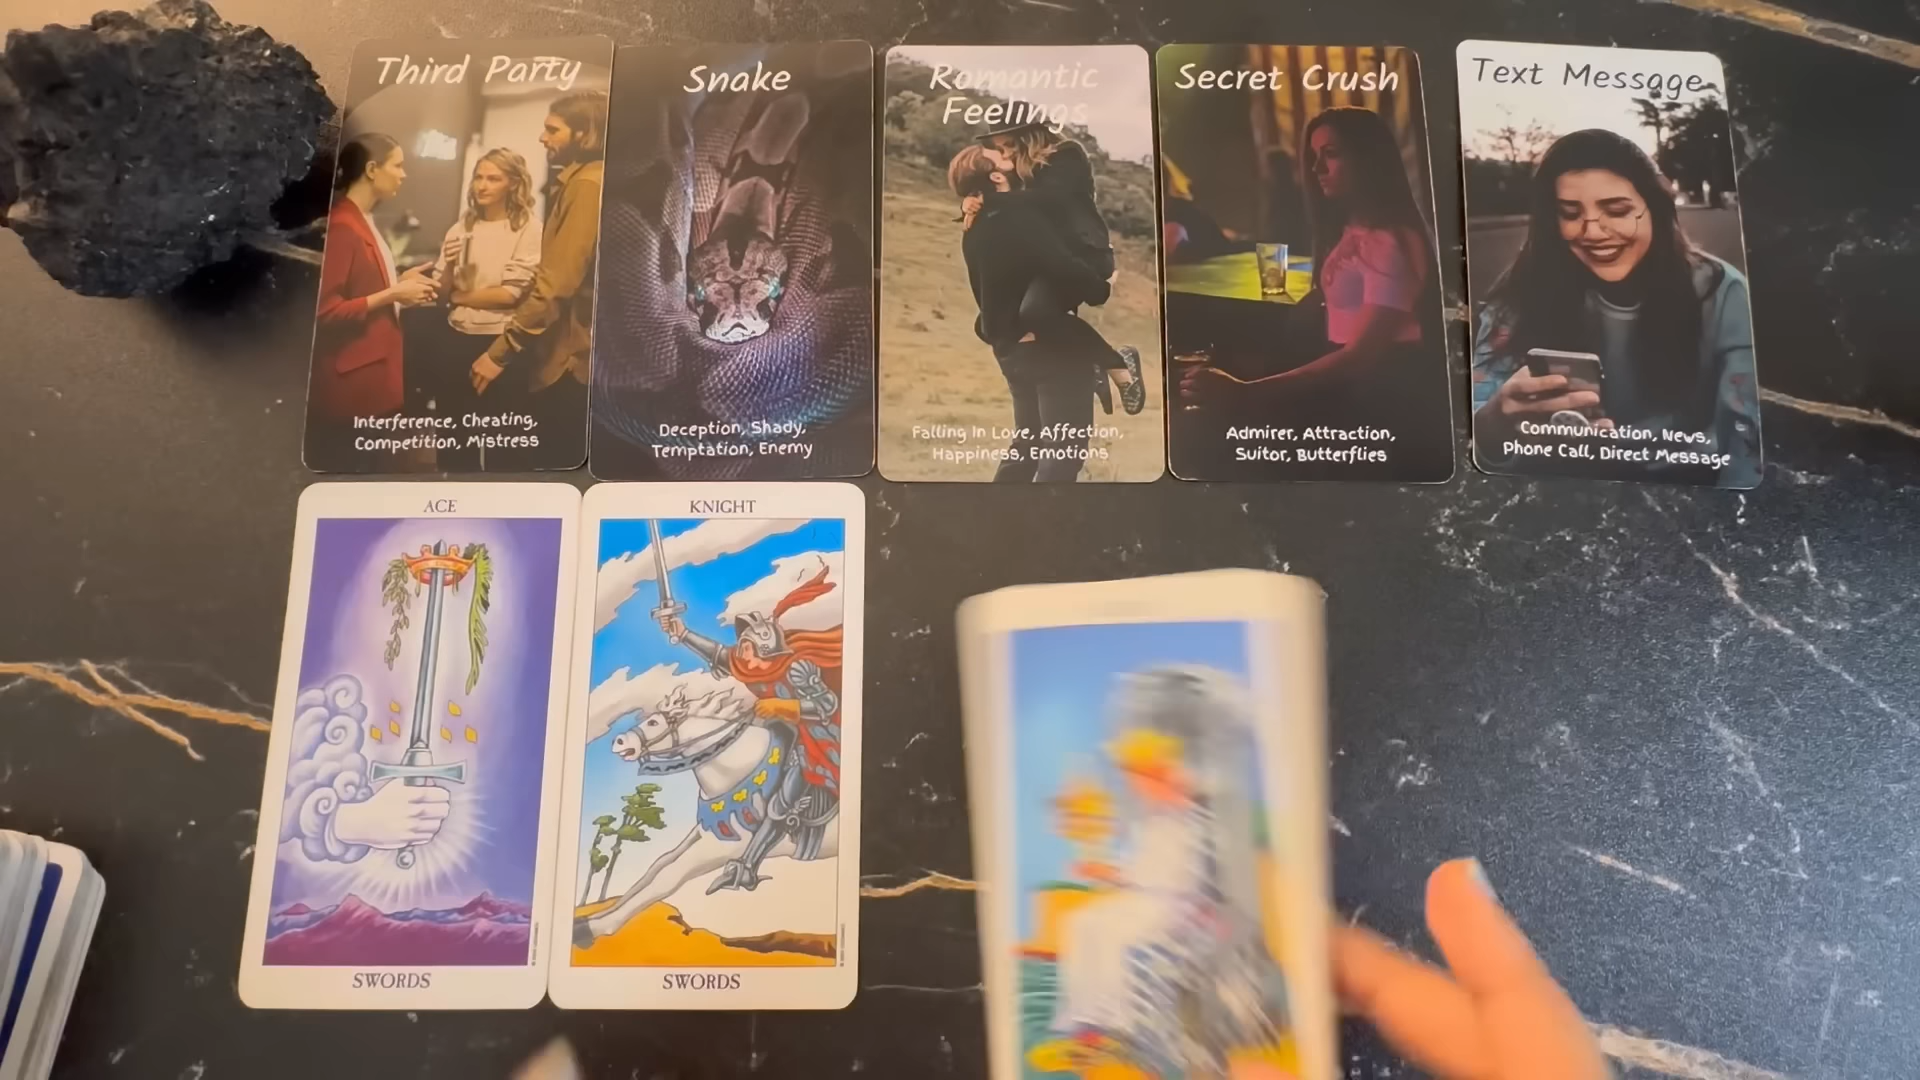 Third Party
Interference, Cheating,
Competition, Mistress
Snake
Deception, Shady,
Temptation, Enemy
Romantic
Feelings
Falling In Love, Affection,
Happiness, Emotions
Secret Crush
Admirer, Attraction,
Suitor, Butterflies
Text Message
Communication, News,
Phone Call, Direct Message
ACE
SWORDS
KNIGHT
SWORDS